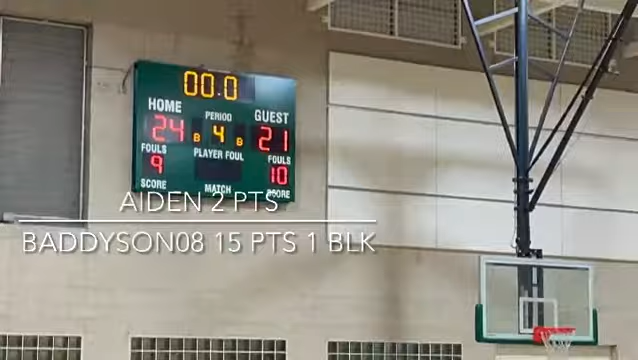 00.0
HOME PERIOD GUEST
24 B 4 B 21
FOULS PLAYER FOUL FOULS
9 10
SCORE MATCH SCORE
AIDEN 2 PTS
BADDYSON08 15 PTS 1 BLK